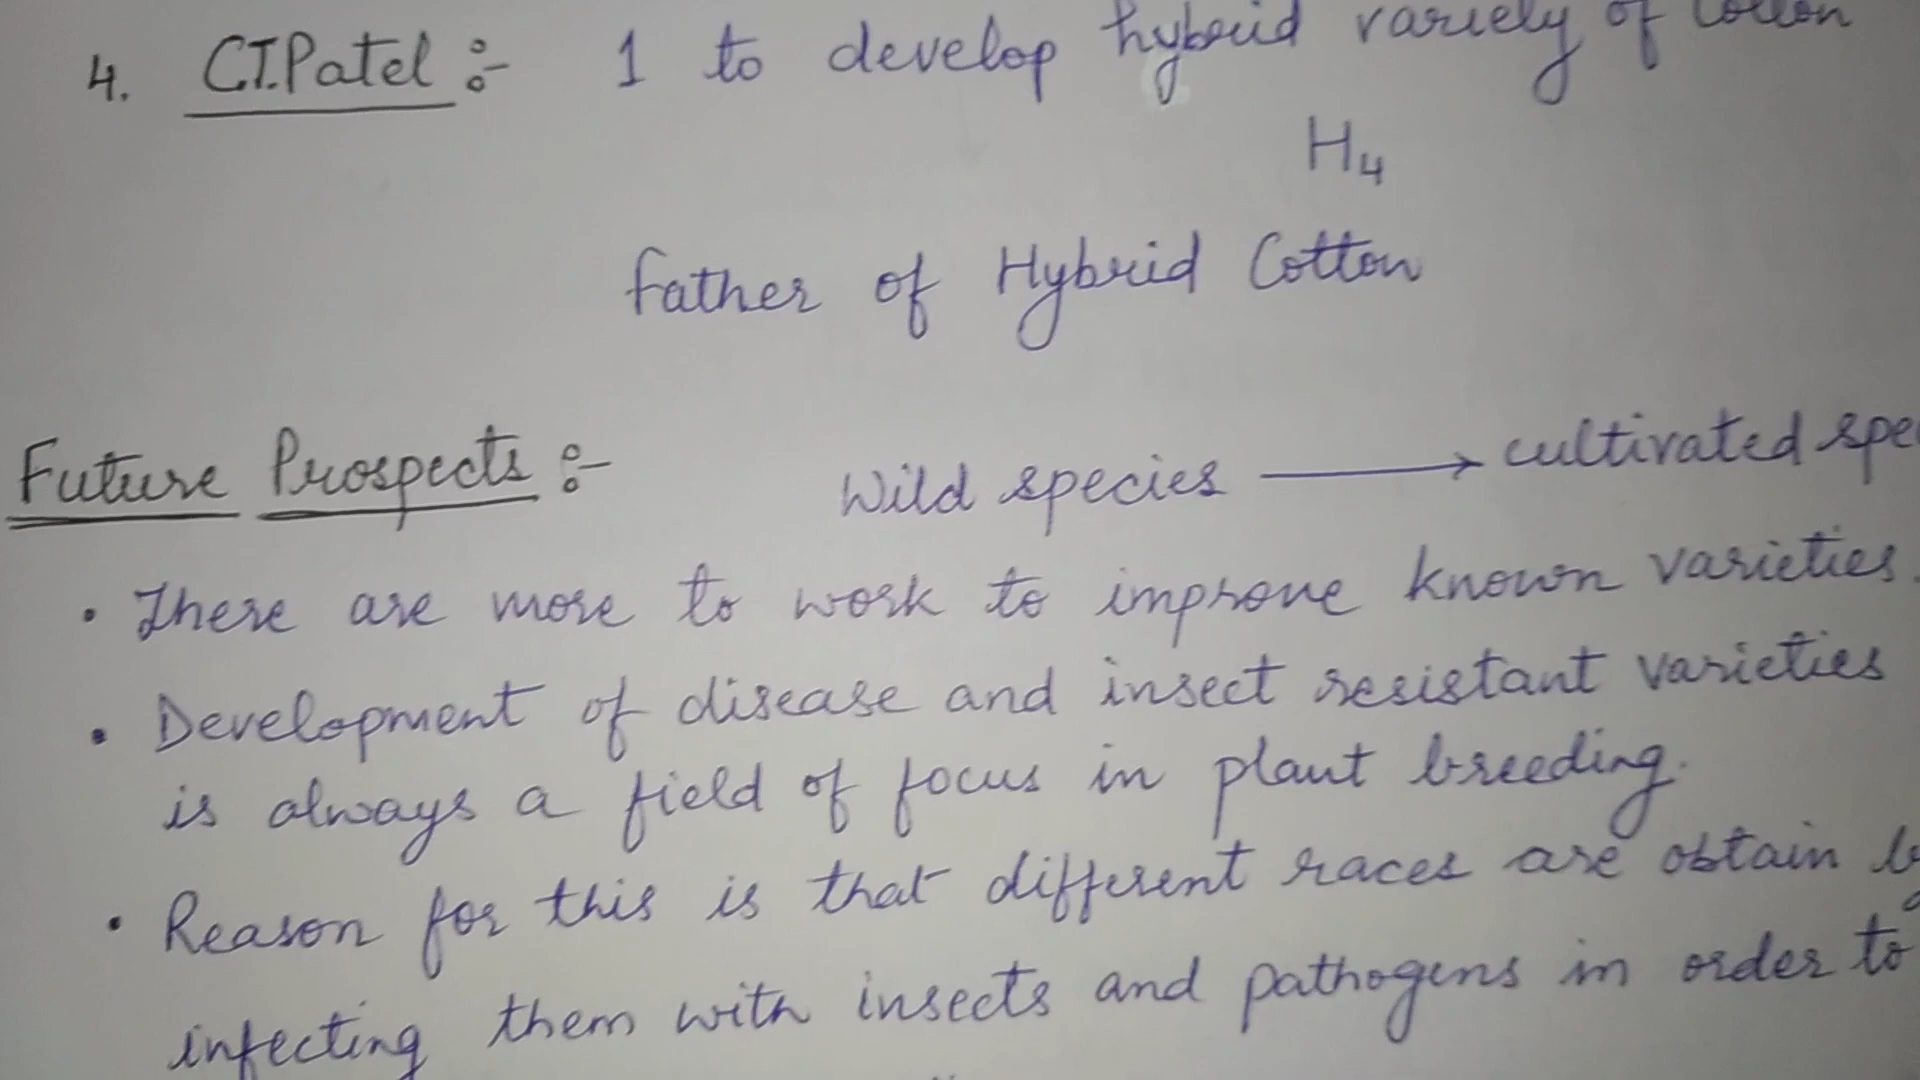 4. C.T.Patel :- 1 to develop hybrid variety of cotton
H4
Father of Hybrid Cotton
Future Prospects :- Wild species → cultivated spe
• There are more to work to improve known varieties.
• Development of disease and insect resistant varieties
is always a field of focus in plant breeding.
• Reason for this is that different races are obtain by
infecting them with insects and pathogens in order to